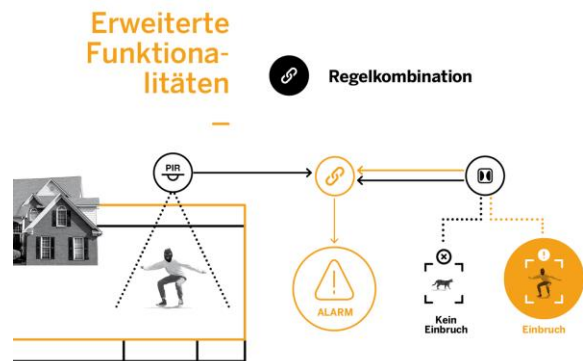 Erweiterte
Funktiona-
litäten
Regelkombination
PIR
ALARM
Kein
Einbruch
Einbruch